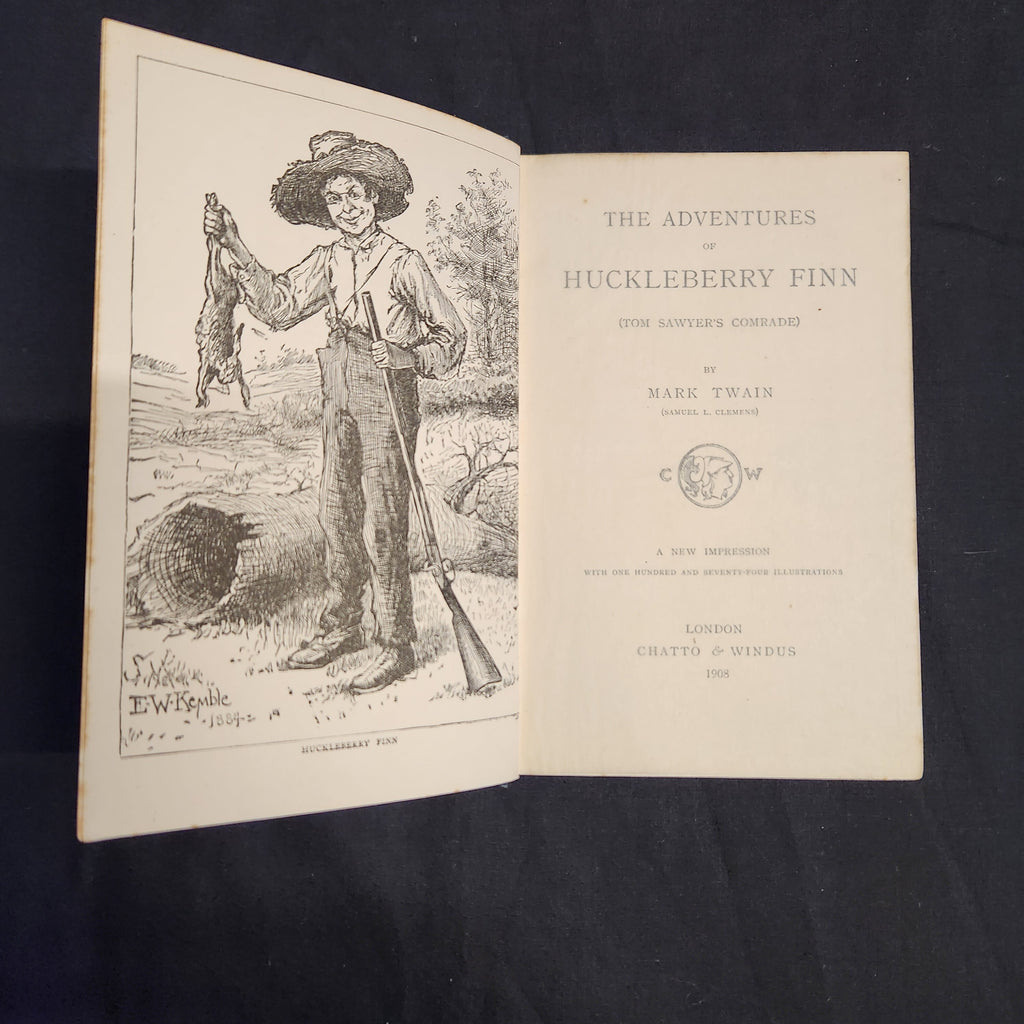 E·W·Kemble
1884
HUCKLEBERRY FINN
THE ADVENTURES
OF
HUCKLEBERRY FINN
(TOM SAWYER'S COMRADE)
BY
MARK TWAIN
(SAMUEL L. CLEMENS)
C W
A NEW IMPRESSION
WITH ONE HUNDRED AND SEVENTY-FOUR ILLUSTRATIONS
LONDON
CHATTO & WINDUS
1908